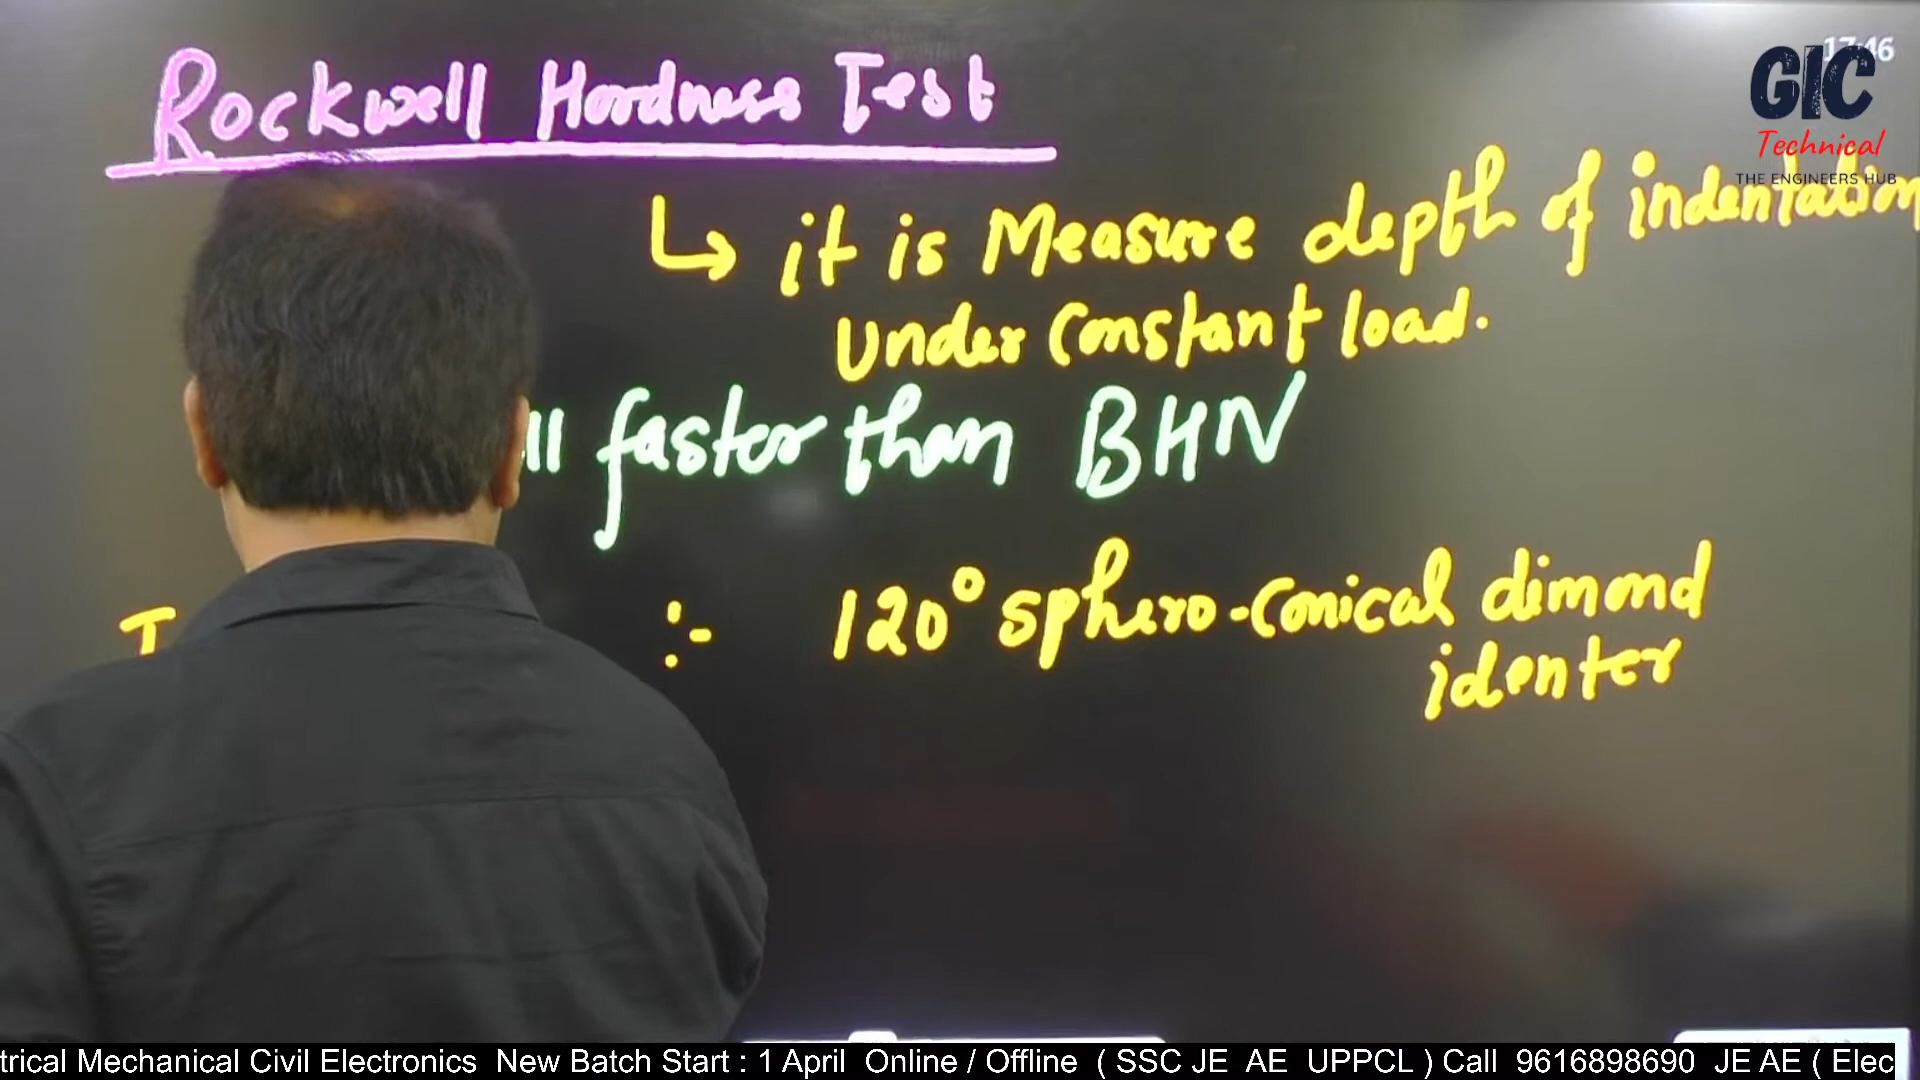 Rockwell Hardness Test
17:46
GIC
Technical
THE ENGINEERS HUB
↳ it is Measure depth of indentation
Under Constant load.
faster than BHN
:- 120° sphero-conical dimond
identer
trical Mechanical Civil Electronics New Batch Start : 1 April Online / Offline ( SSC JE AE UPPCL ) Call 9616898690 JE AE ( Elec